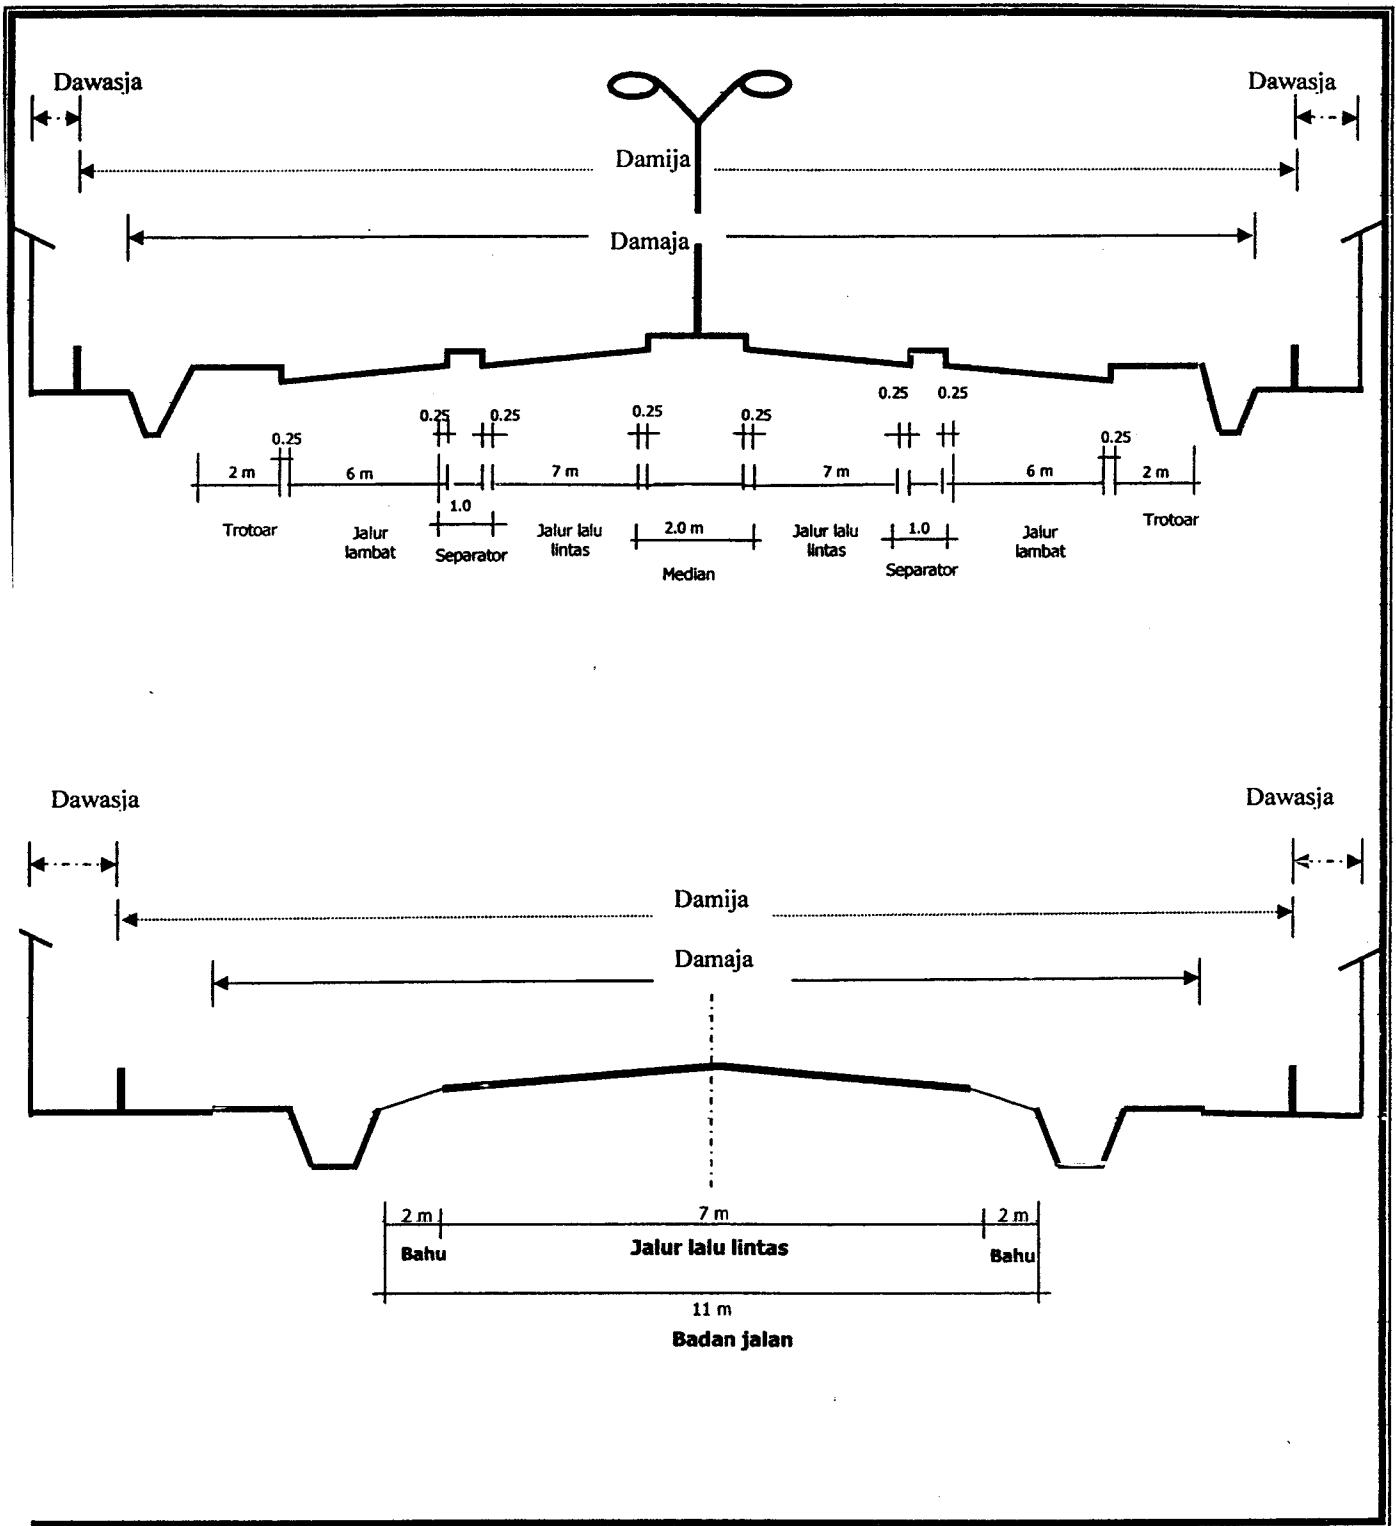 Dawasja
Dawasja
Damija
Damaja
0.25
0.25
0.25
0.25
0.25
0.25
0.25
0.25
2 m
6 m
7 m
7 m
6 m
2 m
1.0
2.0 m
1.0
Trotoar
Jalur
lambat
Separator
Jalur lalu
lintas
Median
Jalur lalu
lintas
Separator
Jalur
lambat
Trotoar
Dawasja
Dawasja
Damija
Damaja
2 m
7 m
2 m
Bahu
Jalur lalu lintas
Bahu
11 m
Badan jalan